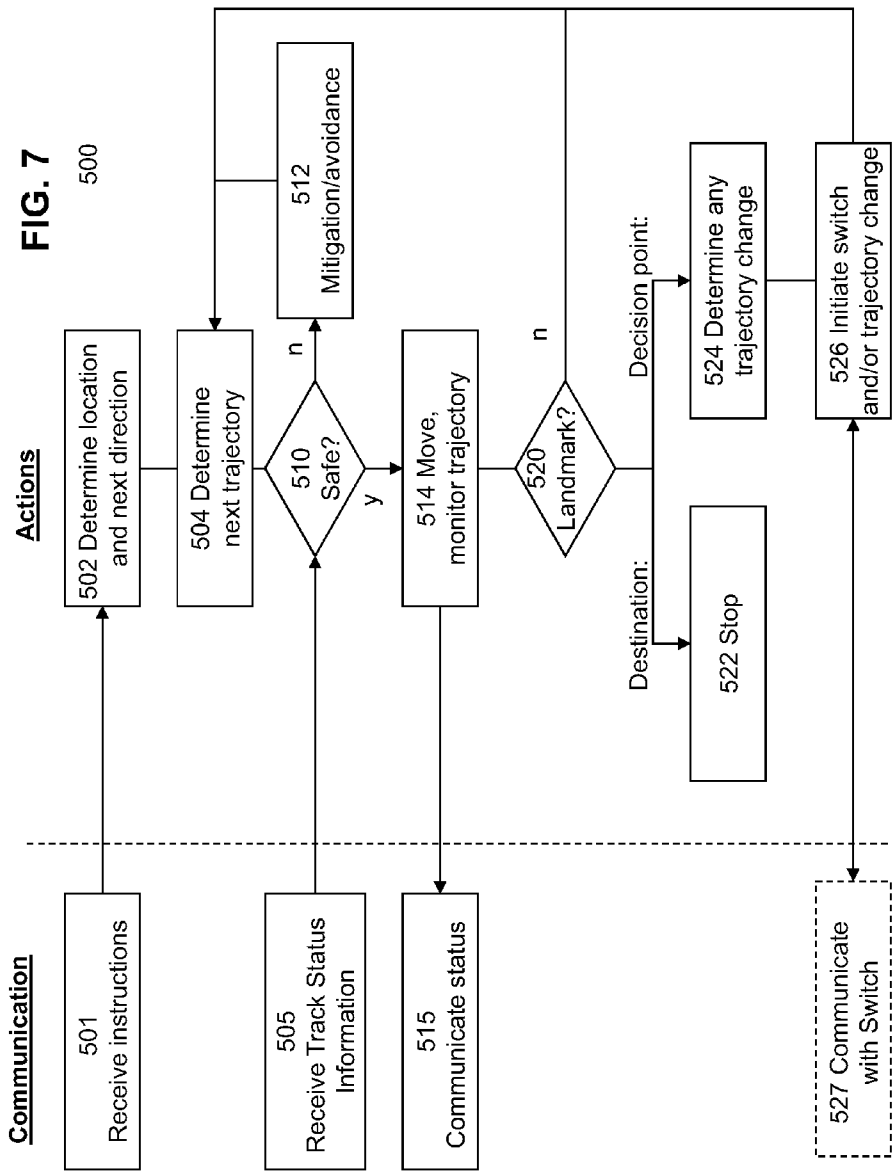 FIG. 7
500
Communication
Actions
501
Receive instructions
502 Determine location
and next direction
504 Determine
next trajectory
505
Receive Track Status
Information
510
Safe?
n
512
Mitigation/avoidance
y
515
Communicate status
514 Move,
monitor trajectory
520
Landmark?
n
Destination:
Decision point:
522 Stop
524 Determine any
trajectory change
527 Communicate
with Switch
526 Initiate switch
and/or trajectory change